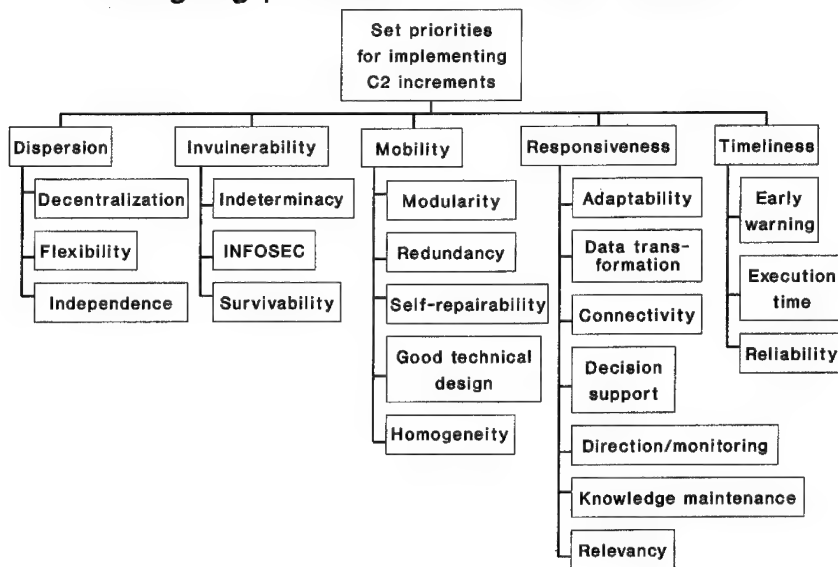 Set priorities
for implementing
C2 increments
Dispersion
Decentralization
Flexibility
Independence
Invulnerability
Indeterminacy
INFOSEC
Survivability
Mobility
Modularity
Redundancy
Self-repairability
Good technical
design
Homogeneity
Responsiveness
Adaptability
Data trans-
formation
Connectivity
Decision
support
Direction/monitoring
Knowledge maintenance
Relevancy
Timeliness
Early
warning
Execution
time
Reliability